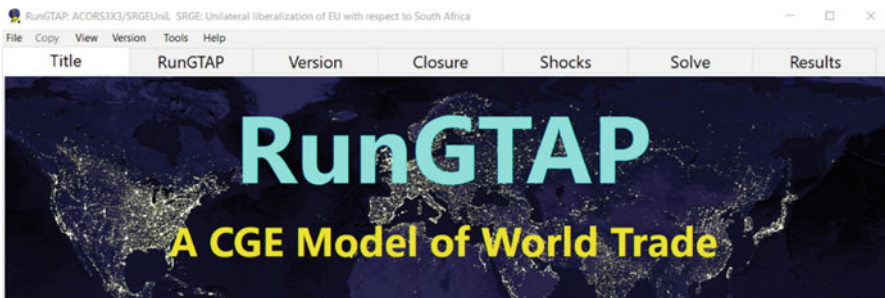 RunGTAP: ACORS3X3/SRGEUniL SRGE: Unilateral liberalization of EU with respect to South Africa
File Copy View Version Tools Help
Title RunGTAP Version Closure Shocks Solve Results
RunGTAP
A CGE Model of World Trade